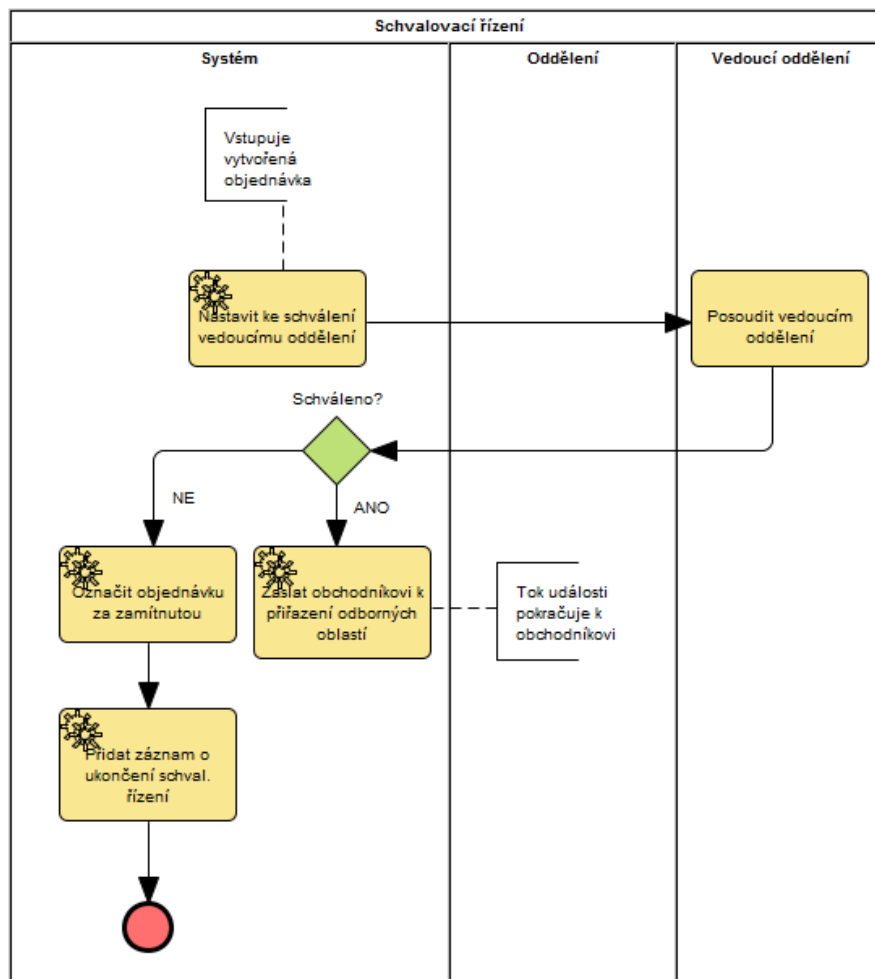 Schvalovací řízení
Systém
Oddělení
Vedoucí oddělení
Vstupuje
vytvořená
objednávka
Nastavit ke schválení
vedoucímu oddělení
Posoudit vedoucím
oddělení
Schváleno?
NE
ANO
Označit objednávku
za zamítnutou
Zaslat obchodníkovi k
přiřazení odborných
oblastí
Tok události
pokračuje k
obchodníkovi
Přidat záznam o
ukončení schval.
řízení